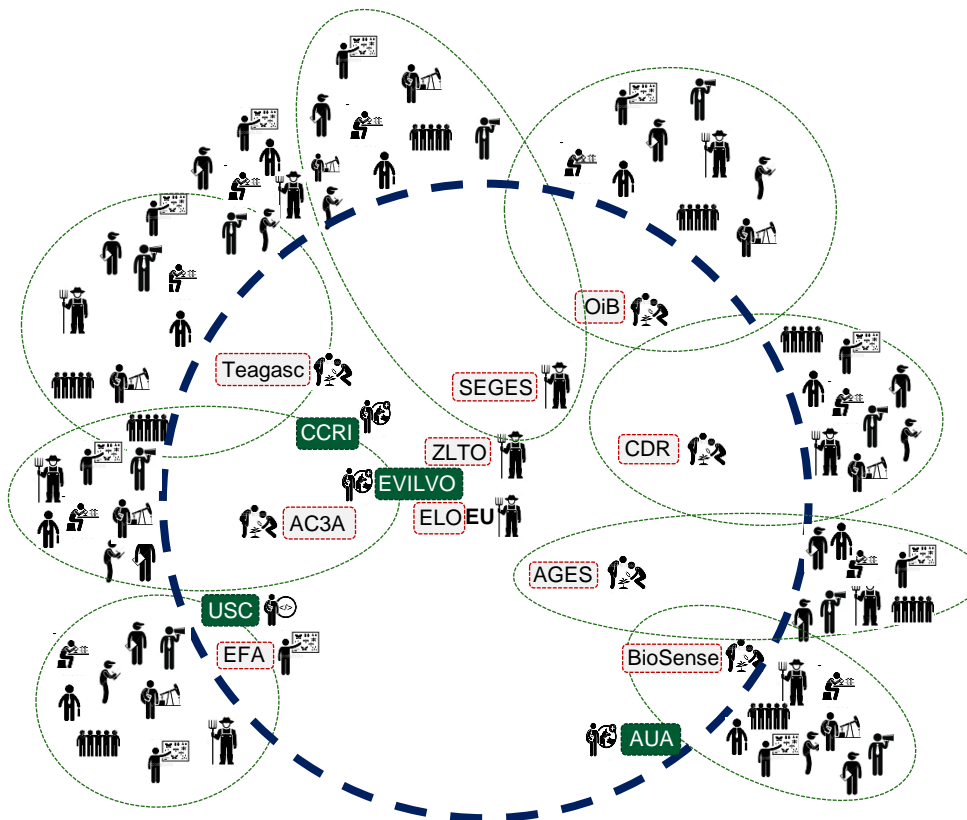 OiB
Teagasc
SEGES
CCRI
ZLTO
CDR
EVILVO
ELO EU
AC3A
AGES
USC
</>
EFA
BioSense
AUA